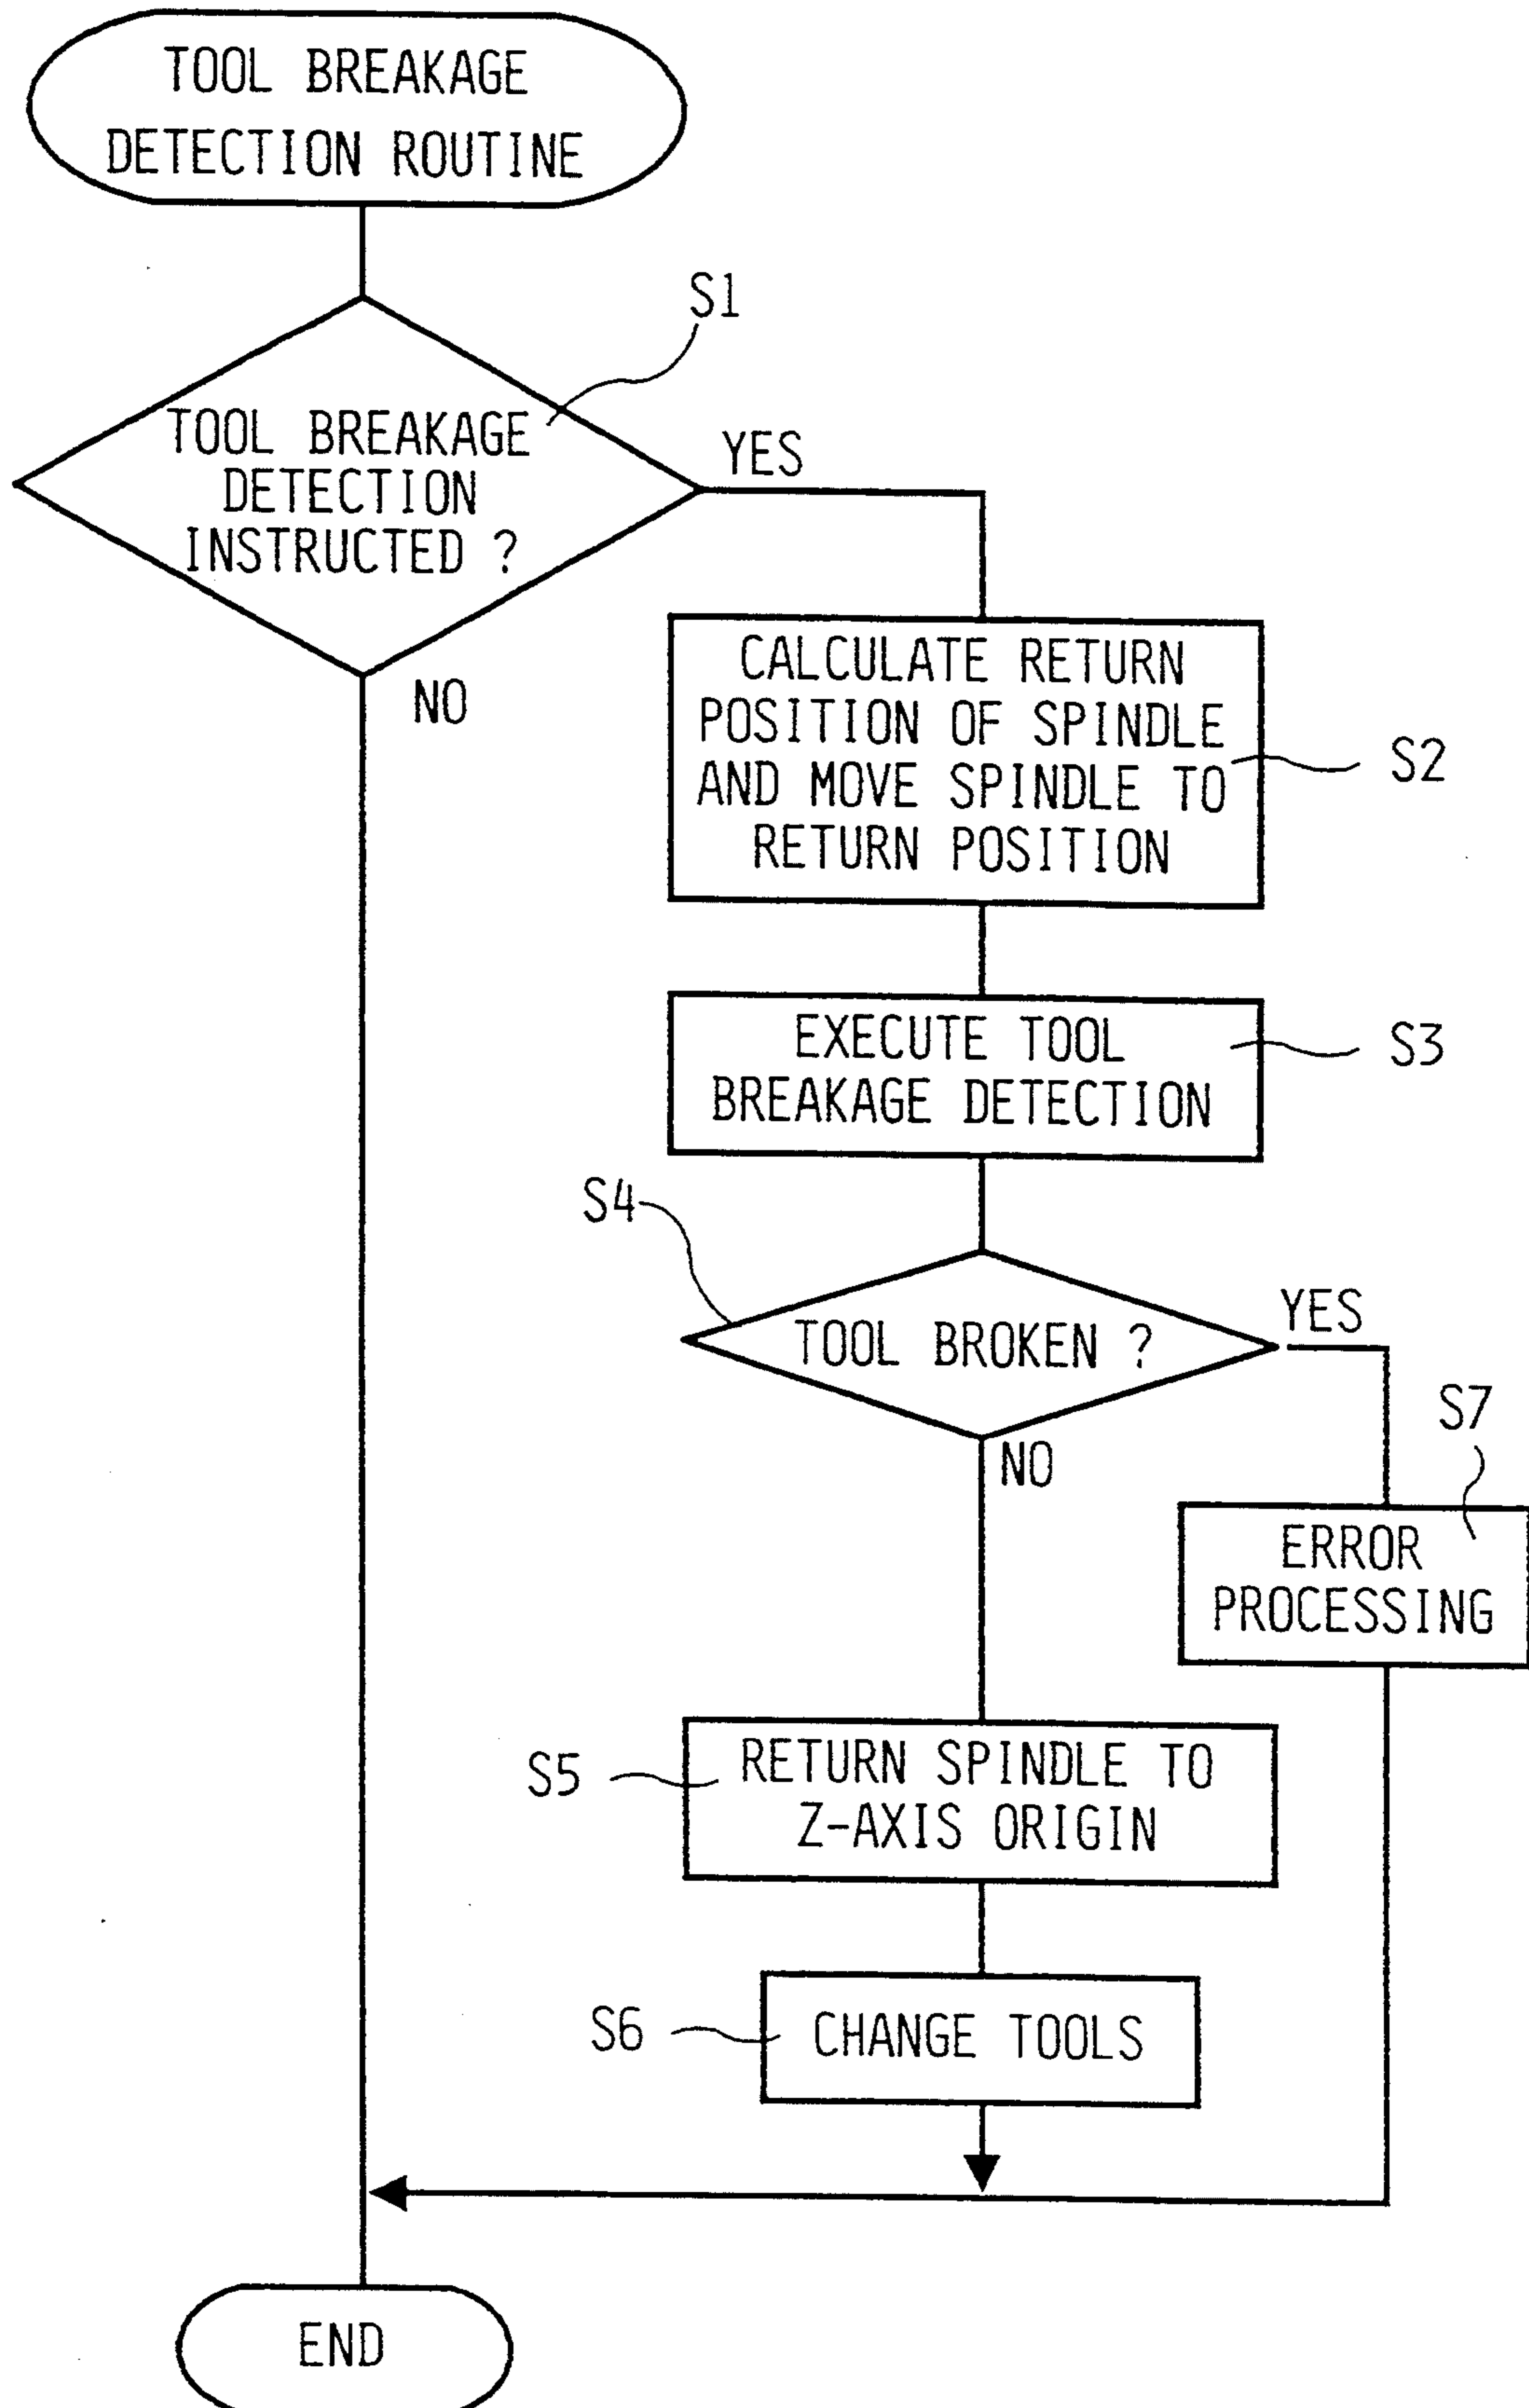 TOOL BREAKAGE
DETECTION ROUTINE
S1
TOOL BREAKAGE
DETECTION
INSTRUCTED ?
YES
NO
CALCULATE RETURN
POSITION OF SPINDLE
AND MOVE SPINDLE TO
RETURN POSITION
S2
EXECUTE TOOL
BREAKAGE DETECTION
S3
S4
TOOL BROKEN ?
YES
NO
S7
ERROR
PROCESSING
S5
RETURN SPINDLE TO
Z-AXIS ORIGIN
S6
CHANGE TOOLS
END